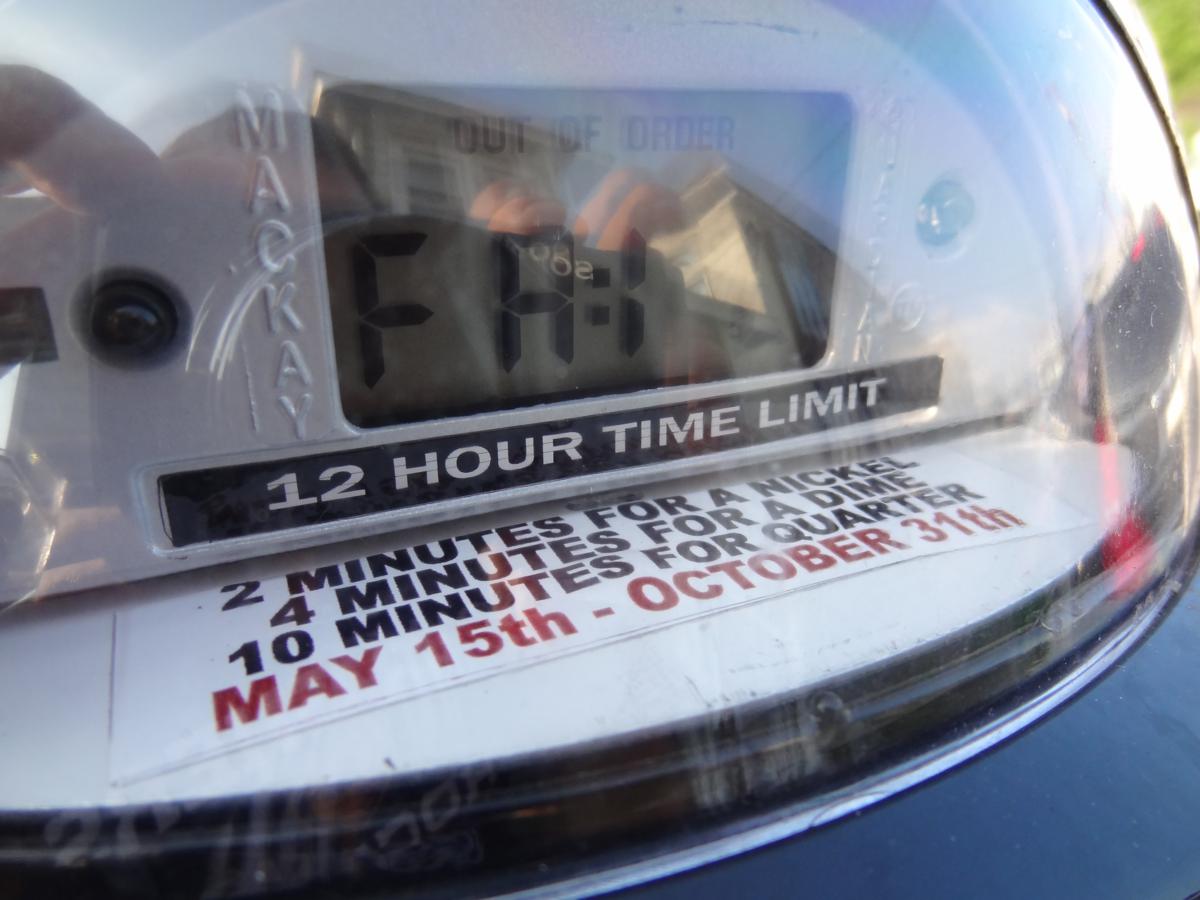 OUT OF ORDER
MACKAY
GUARDIAN
F A:1
12 HOUR TIME LIMIT
2 MINUTES FOR A NICKEL
4 MINUTES FOR A DIME
10 MINUTES FOR QUARTER
MAY 15th - OCTOBER 31th